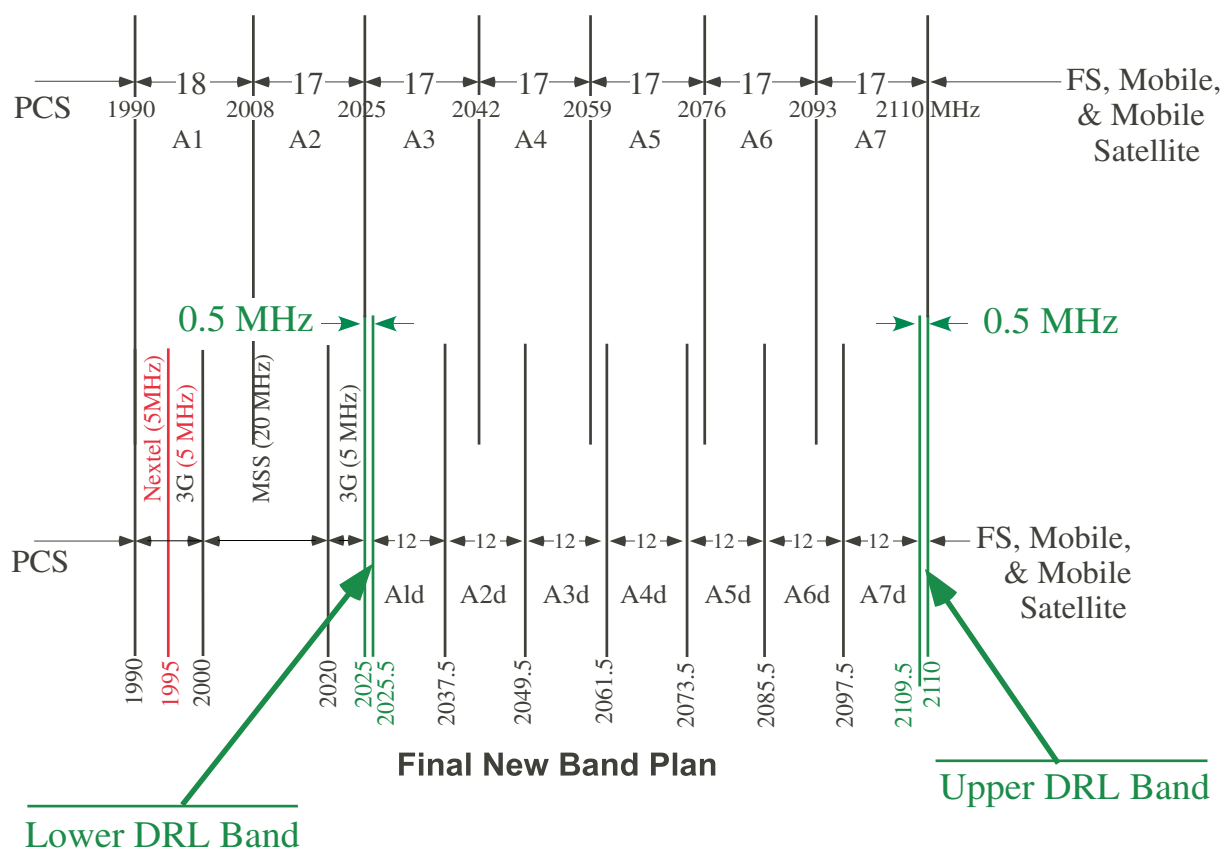 18 17 17 17 17 17 17
PCS
FS, Mobile,
& Mobile
Satellite
1990 2008 2025 2042 2059 2076 2093 2110 MHz
A1 A2 A3 A4 A5 A6 A7
0.5 MHz
0.5 MHz
Nextel (5MHz)
3G (5 MHz)
MSS (20 MHz)
3G (5 MHz)
PCS
12 12 12 12 12 12 12
FS, Mobile,
& Mobile
Satellite
Ald A2d A3d A4d A5d A6d A7d
1990
1995
2000
2020
2025
2025.5
2037.5
2049.5
2061.5
2073.5
2085.5
2097.5
2109.5
2110
Final New Band Plan
Upper DRL Band
Lower DRL Band